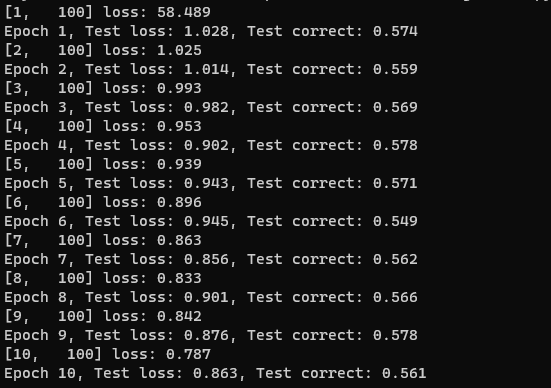 [1,   100] loss: 58.489
Epoch 1, Test loss: 1.028, Test correct: 0.574
[2,   100] loss: 1.025
Epoch 2, Test loss: 1.014, Test correct: 0.559
[3,   100] loss: 0.993
Epoch 3, Test loss: 0.982, Test correct: 0.569
[4,   100] loss: 0.953
Epoch 4, Test loss: 0.902, Test correct: 0.578
[5,   100] loss: 0.939
Epoch 5, Test loss: 0.943, Test correct: 0.571
[6,   100] loss: 0.896
Epoch 6, Test loss: 0.945, Test correct: 0.549
[7,   100] loss: 0.863
Epoch 7, Test loss: 0.856, Test correct: 0.562
[8,   100] loss: 0.833
Epoch 8, Test loss: 0.901, Test correct: 0.566
[9,   100] loss: 0.842
Epoch 9, Test loss: 0.876, Test correct: 0.578
[10,   100] loss: 0.787
Epoch 10, Test loss: 0.863, Test correct: 0.561